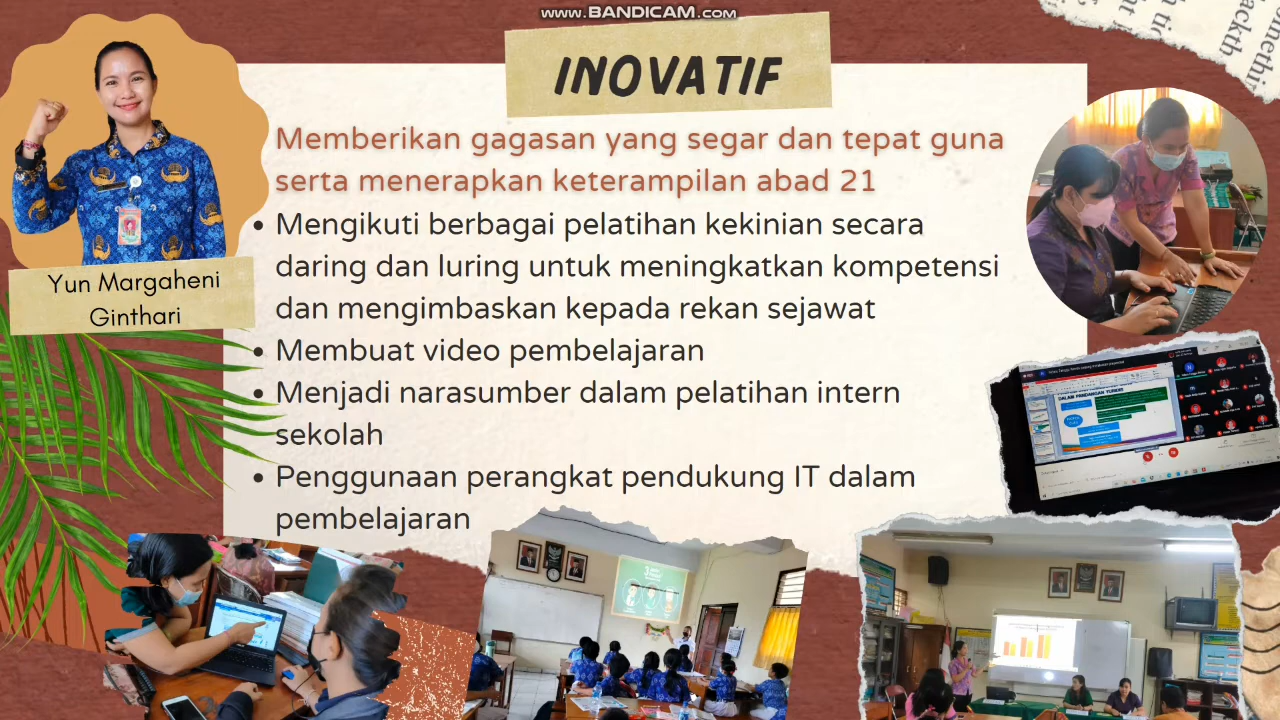 www.BANDICAM.com
INOVATIF
Memberikan gagasan yang segar dan tepat guna
serta menerapkan keterampilan abad 21
• Mengikuti berbagai pelatihan kekinian secara
daring dan luring untuk meningkatkan kompetensi
dan mengimbaskan kepada rekan sejawat
• Membuat video pembelajaran
• Menjadi narasumber dalam pelatihan intern
sekolah
• Penggunaan perangkat pendukung IT dalam
pembelajaran
Yun Margaheni
Ginthari